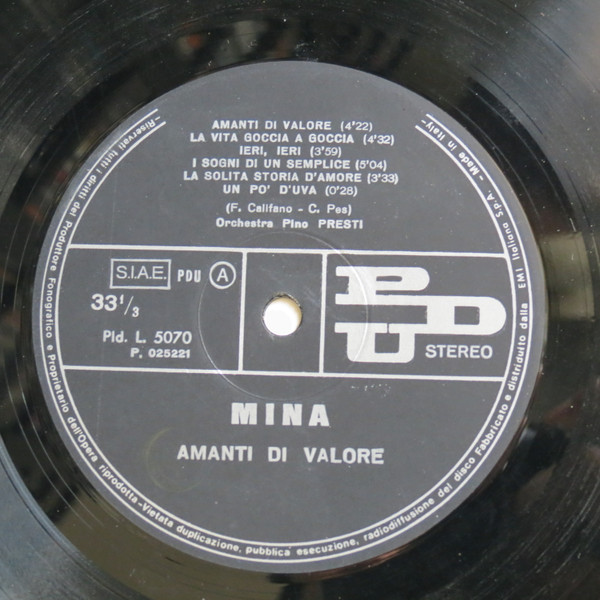 AMANTI DI VALORE (4'22)
LA VITA GOCCIA A GOCCIA (4'32)
IERI, IERI (3'59)
I SOGNI DI UN SEMPLICE (5'04)
LA SOLITA STORIA D'AMORE (3'33)
UN PO' D'UVA (0'28)
(F. Califano - C. Pes)
Orchestra Pino PRESTI
S.I.A.E. PDU A
33 1/3
Pld. L. 5070
P. 025221
PDU
STEREO
MINA
AMANTI DI VALORE
-Riservati tutti i diritti del Produttore Fonografico e Proprietario dell'Opera riprodotta-Vietata duplicazione, pubblica esecuzione, radiodiffusione del disco Fabbricato e distribuito dalla EMI Italiana S.p.A. - Made in Italy-